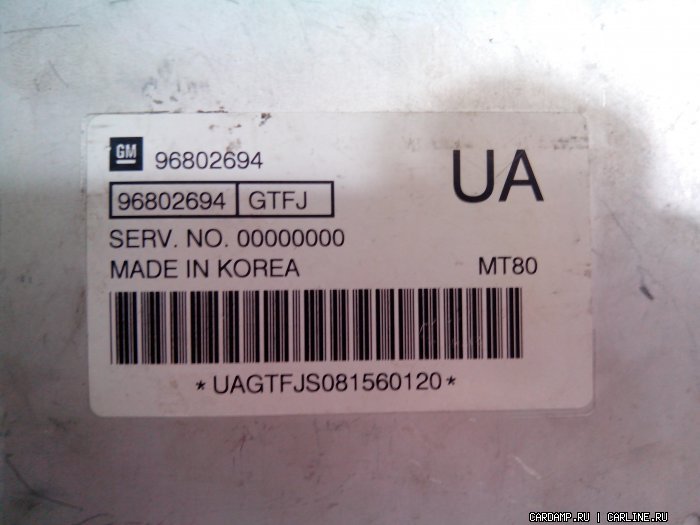 GM 96802694
UA
96802694 GTFJ
SERV. NO. 00000000
MADE IN KOREA MT80
*UAGTFJS081560120*
CARDAMP.RU | CARLINE.RU